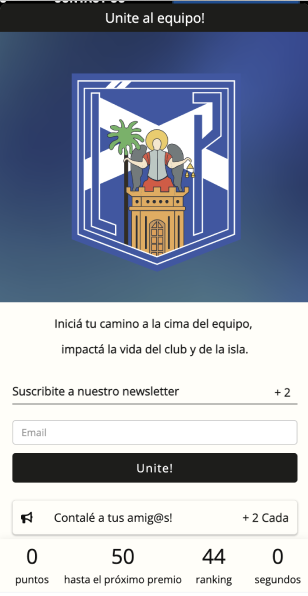 Unite al equipo!
Iniciá tu camino a la cima del equipo,
impactá la vida del club y de la isla.
Suscribite a nuestro newsletter + 2
Email
Unite!
Contalé a tus amig@s! + 2 Cada
0 50 44 0
puntos hasta el próximo premio ranking segundos